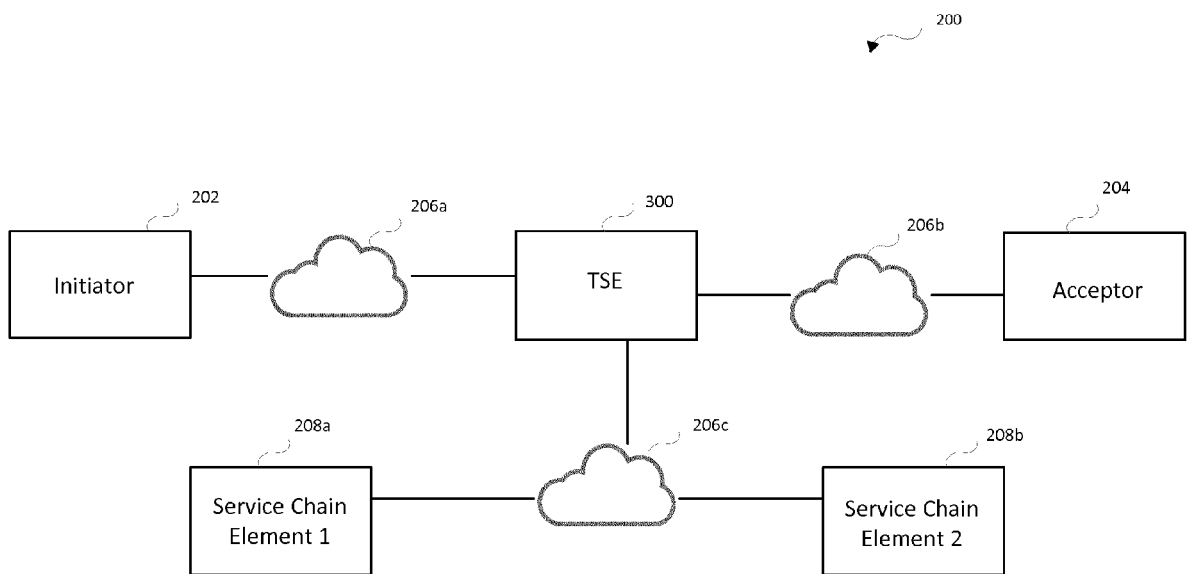 200
202
206a
300
206b
204
Initiator
TSE
Acceptor
208a
206c
208b
Service Chain
Element 1
Service Chain
Element 2